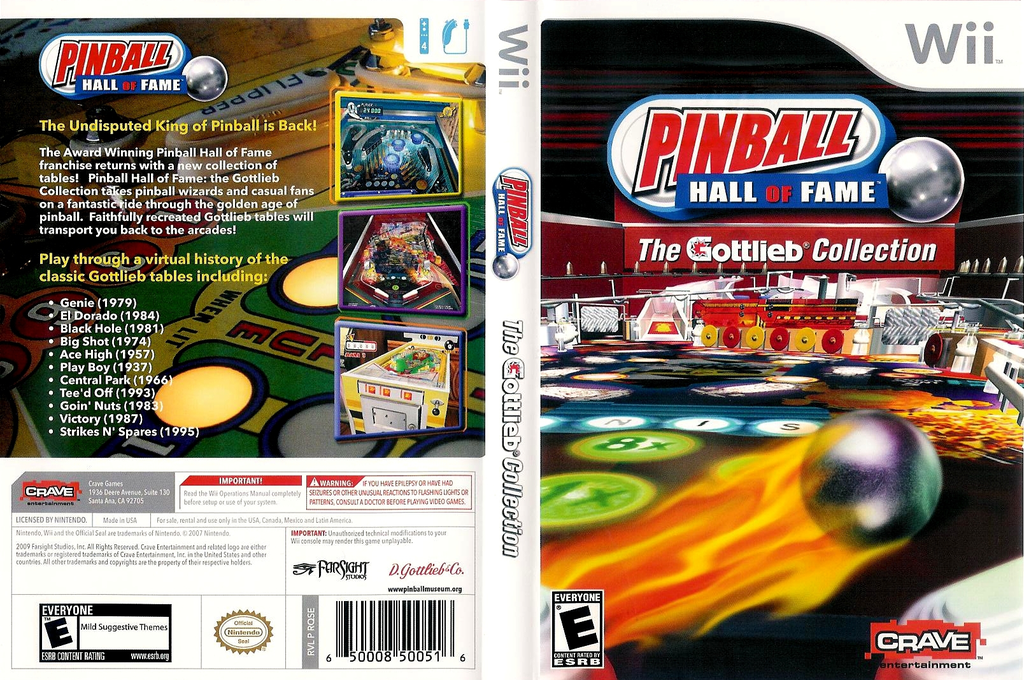 PINBALL
HALL OF FAME™
FLIPPER
The Undisputed King of Pinball is Back!
The Award Winning Pinball Hall of Fame
franchise returns with a new collection of
tables! Pinball Hall of Fame: the Gottlieb
Collection takes pinball wizards and casual fans
on a fantastic ride through the golden age of
pinball. Faithfully recreated Gottlieb tables will
transport you back to the arcades!
Play through a virtual history of the
classic Gottlieb tables including:
• Genie (1979)
• El Dorado (1984)
• Black Hole (1981)
• Big Shot (1974)
• Ace High (1957)
• Play Boy (1937)
• Central Park (1966)
• Tee'd Off (1993)
• Goin' Nuts (1983)
• Victory (1987)
• Strikes N' Spares (1995)
WHEN LIT
4
CRAVE
entertainment
Crave Games
1936 Deere Avenue, Suite 130
Santa Ana, CA 92705
IMPORTANT!
Read the Wii Operations Manual completely
before setup or use of your system.
WARNING: IF YOU HAVE EPILEPSY OR HAVE HAD
SEIZURES OR OTHER UNUSUAL REACTIONS TO FLASHING LIGHTS OR
PATTERNS, CONSULT A DOCTOR BEFORE PLAYING VIDEO GAMES.
LICENSED BY NINTENDO.
Made in USA
For sale, rental and use only in the USA, Canada, Mexico and Latin America.
Nintendo, Wii and the Official Seal are trademarks of Nintendo. © 2007 Nintendo.
2009 Farsight Studios, Inc. All Rights Reserved. Crave Entertainment and related logo are either
trademarks or registered trademarks of Crave Entertainment, Inc. in the United States and other
countries. All other trademarks and copyrights are the property of their respective holders.
IMPORTANT: Unauthorized technical modifications to your
Wii console may render this game unplayable.
FARSIGHT
STUDIOS
D. Gottlieb & Co.
www.pinballmuseum.org
EVERYONE
E
Mild Suggestive Themes
ESRB CONTENT RATING www.esrb.org
Official
Nintendo
Seal
RVL P RQSE
6 50008 50051 6
Wii
PINBALL
HALL OF FAME
The Gottlieb® Collection
Wii™
PINBALL
HALL OF FAME™
The Gottlieb® Collection
N I S
8x
EVERYONE
E
CONTENT RATED BY
ESRB
CRAVE
entertainment™